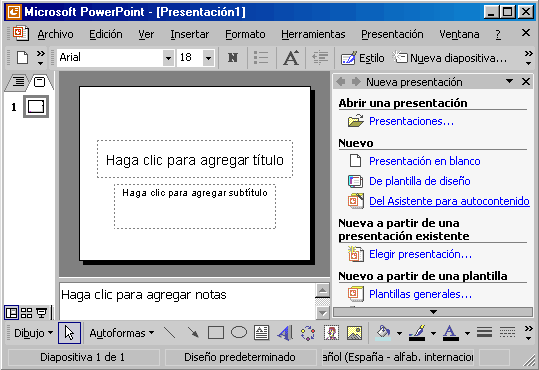 Microsoft PowerPoint - [Presentación1]
Archivo Edición Ver Insertar Formato Herramientas Presentación Ventana ?
Arial 18 N A Estilo Nueva diapositiva...
Nueva presentación
1
Abrir una presentación
Presentaciones...
Nuevo
Presentación en blanco
De plantilla de diseño
Del Asistente para autocontenido
Nueva a partir de una
presentación existente
Elegir presentación...
Nuevo a partir de una plantilla
Plantillas generales...
Haga clic para agregar título
Haga clic para agregar subtítulo
Haga clic para agregar notas
Dibujo Autoformas
Diapositiva 1 de 1 Diseño predeterminado añol (España - alfab. internacion